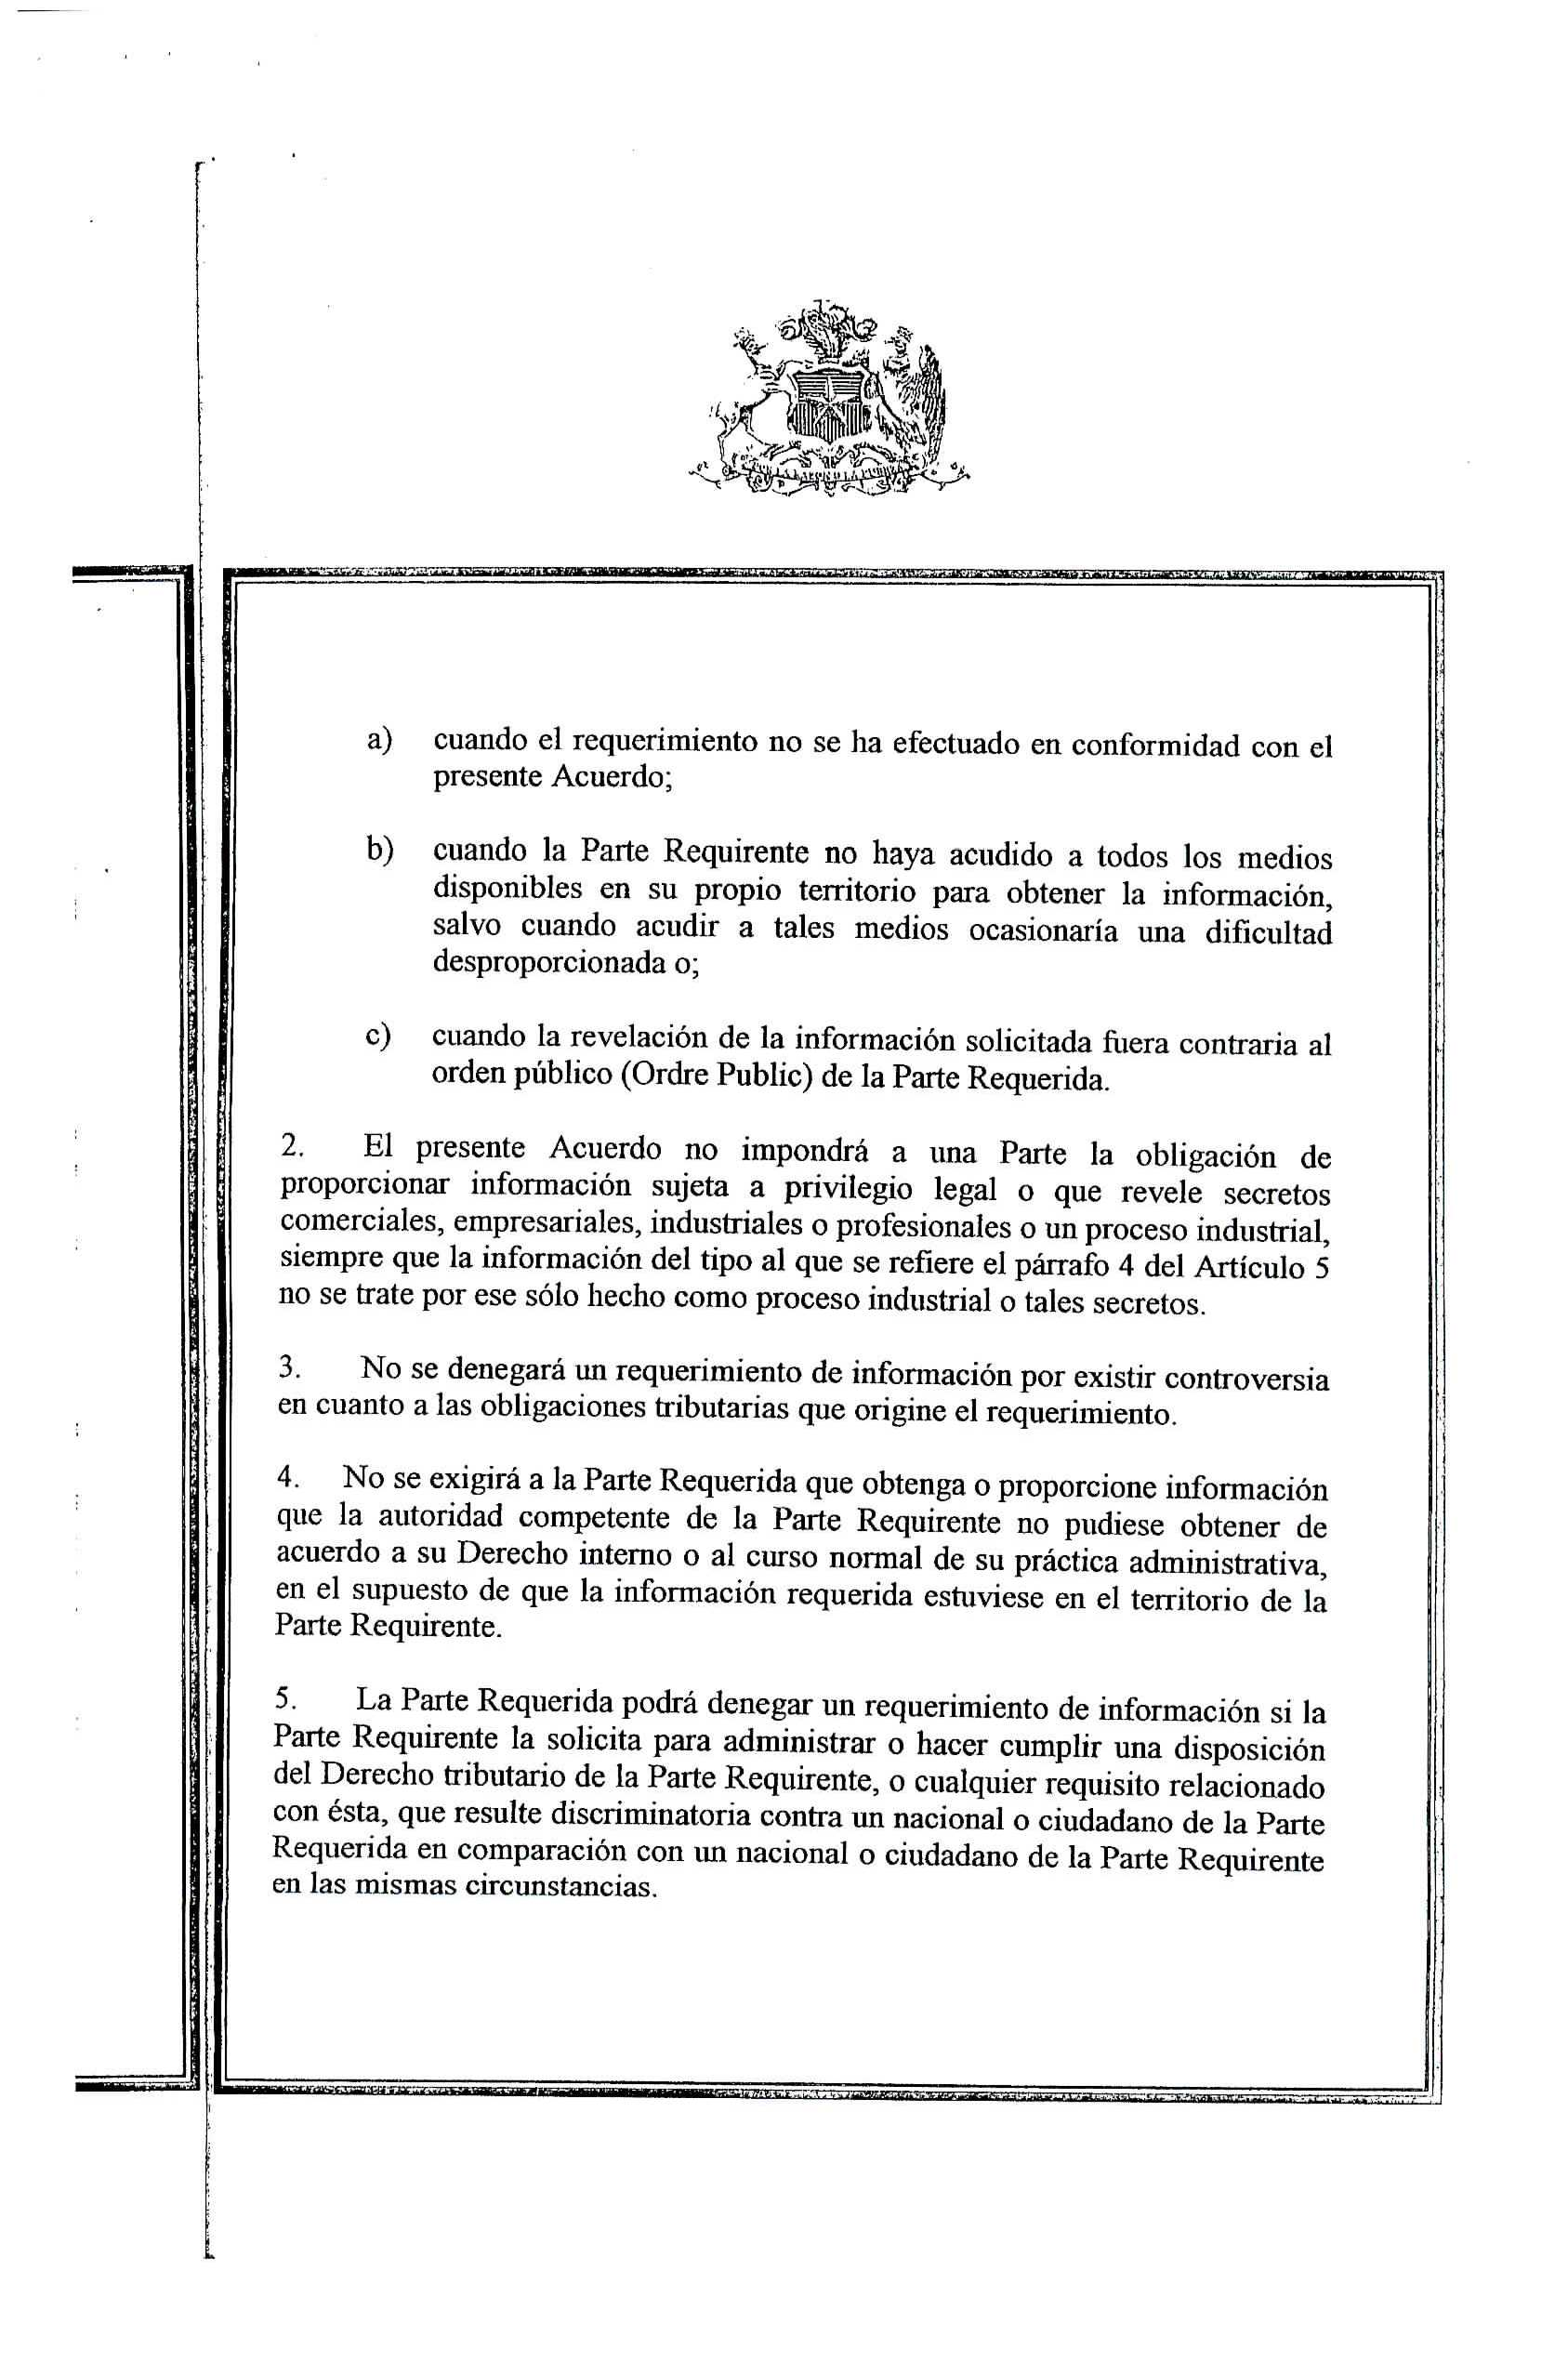 a) cuando el requerimiento no se ha efectuado en conformidad con el
presente Acuerdo;
b) cuando la Parte Requirente no haya acudido a todos los medios
disponibles en su propio territorio para obtener la información,
salvo cuando acudir a tales medios ocasionaría una dificultad
desproporcionada o;
c) cuando la revelación de la información solicitada fuera contraria al
orden público (Ordre Public) de la Parte Requerida.
2. El presente Acuerdo no impondrá a una Parte la obligación de
proporcionar información sujeta a privilegio legal o que revele secretos
comerciales, empresariales, industriales o profesionales o un proceso industrial,
siempre que la información del tipo al que se refiere el párrafo 4 del Artículo 5
no se trate por ese sólo hecho como proceso industrial o tales secretos.
3. No se denegará un requerimiento de información por existir controversia
en cuanto a las obligaciones tributarias que origine el requerimiento.
4. No se exigirá a la Parte Requerida que obtenga o proporcione información
que la autoridad competente de la Parte Requirente no pudiese obtener de
acuerdo a su Derecho interno o al curso normal de su práctica administrativa,
en el supuesto de que la información requerida estuviese en el territorio de la
Parte Requirente.
5. La Parte Requerida podrá denegar un requerimiento de información si la
Parte Requirente la solicita para administrar o hacer cumplir una disposición
del Derecho tributario de la Parte Requirente, o cualquier requisito relacionado
con ésta, que resulte discriminatoria contra un nacional o ciudadano de la Parte
Requerida en comparación con un nacional o ciudadano de la Parte Requirente
en las mismas circunstancias.